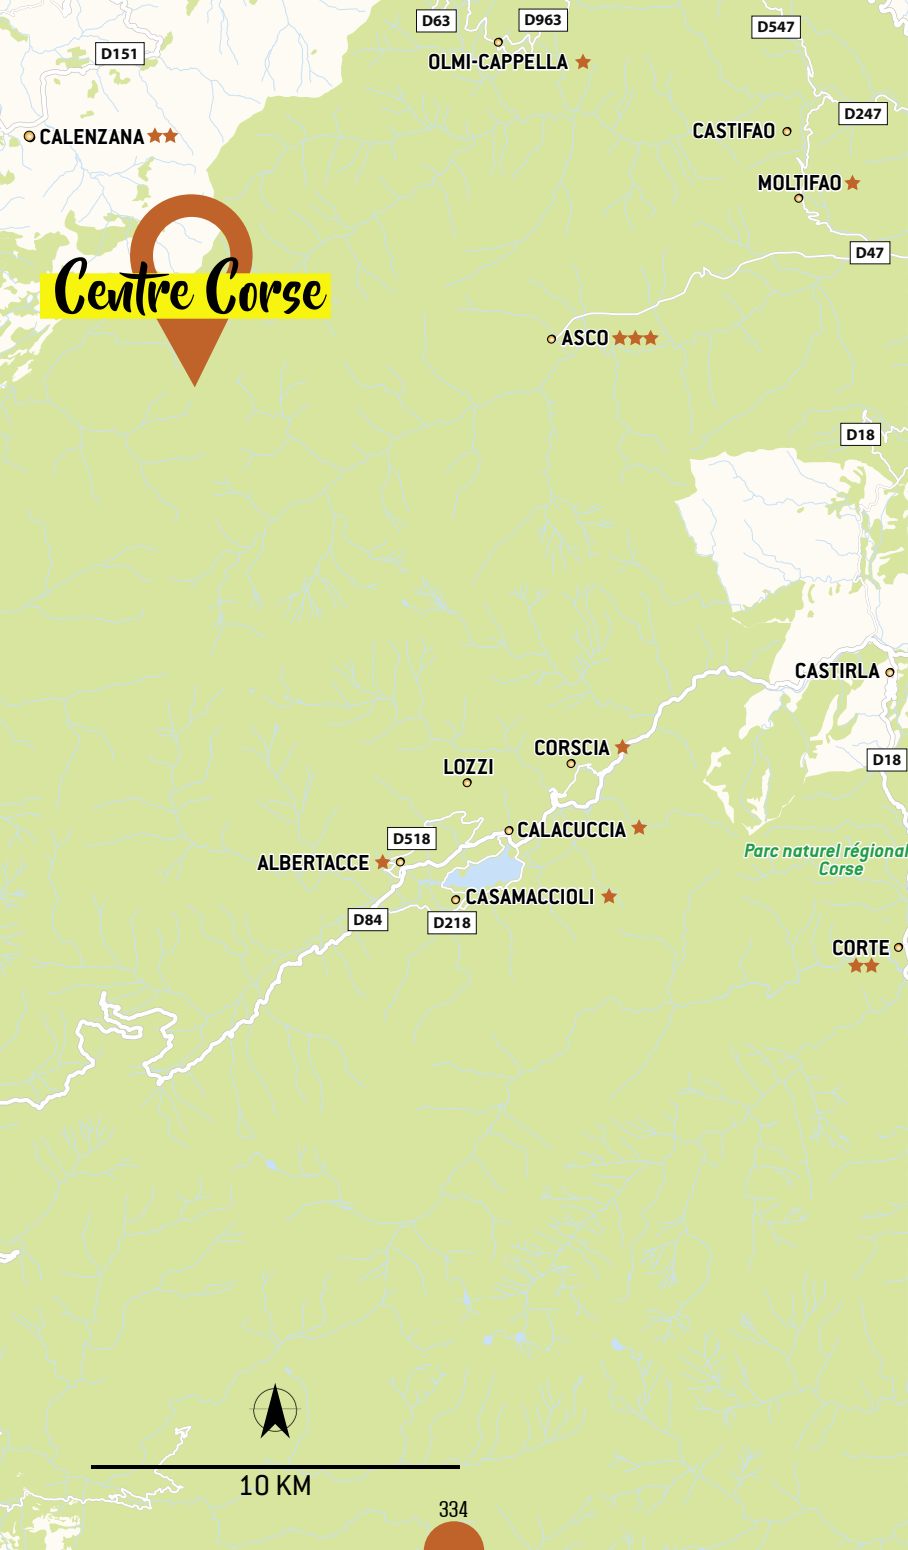 D63
D963
D547
D151
OLMI-CAPPELLA
D247
CASTIFAO
CALENZANA
MOLTIFAO
D47
Centre Corse
ASCO
D18
CASTIRLA
CORSCIA
D18
LOZZI
CALACUCCIA
D518
Parc naturel régional
Corse
ALBERTACCE
CASAMACCIOLI
D84
D218
CORTE
10 KM
334